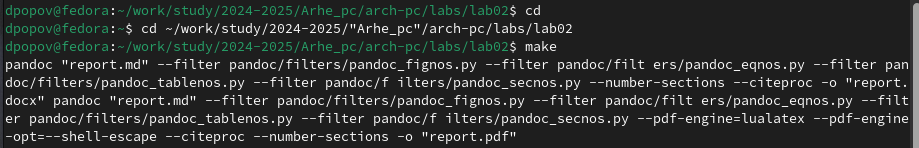 dpopov@fedora:~/work/study/2024-2025/Arhe_pc/arch-pc/labs/lab02$ cd
dpopov@fedora:~$ cd ~/work/study/2024-2025/"Arhe_pc"/arch-pc/labs/lab02
dpopov@fedora:~/work/study/2024-2025/Arhe_pc/arch-pc/labs/lab02$ make
pandoc "report.md" --filter pandoc/filters/pandoc_fignos.py --filter pandoc/filt ers/pandoc_eqnos.py --filter pan
doc/filters/pandoc_tablenos.py --filter pandoc/f ilters/pandoc_secnos.py --number-sections --citeproc -o "report.
docx" pandoc "report.md" --filter pandoc/filters/pandoc_fignos.py --filter pandoc/filt ers/pandoc_eqnos.py --filt
er pandoc/filters/pandoc_tablenos.py --filter pandoc/f ilters/pandoc_secnos.py --pdf-engine=lualatex --pdf-engine
-opt=--shell-escape --citeproc --number-sections -o "report.pdf"